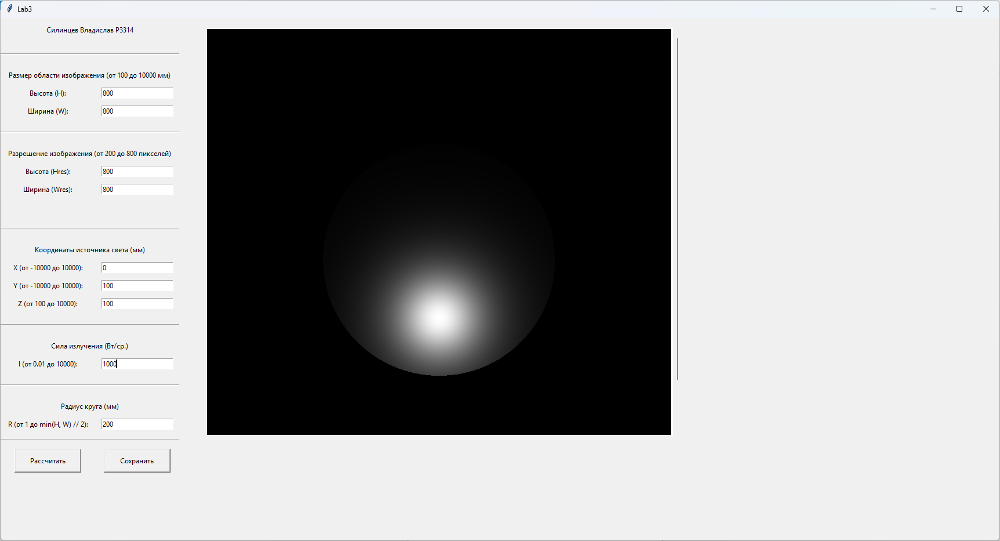 Lab3
Силинцев Владислав P3314
Размер области изображения (от 100 до 10000 мм)
Высота (H): 800
Ширина (W): 800
Разрешение изображения (от 200 до 800 пикселей)
Высота (Hres): 800
Ширина (Wres): 800
Координаты источника света (мм)
X (от -10000 до 10000): 0
Y (от -10000 до 10000): 100
Z (от 100 до 10000): 100
Сила излучения (Вт/ср.)
I (от 0.01 до 10000): 1000
Радиус круга (мм)
R (от 1 до min(H, W) // 2): 200
Рассчитать Сохранить